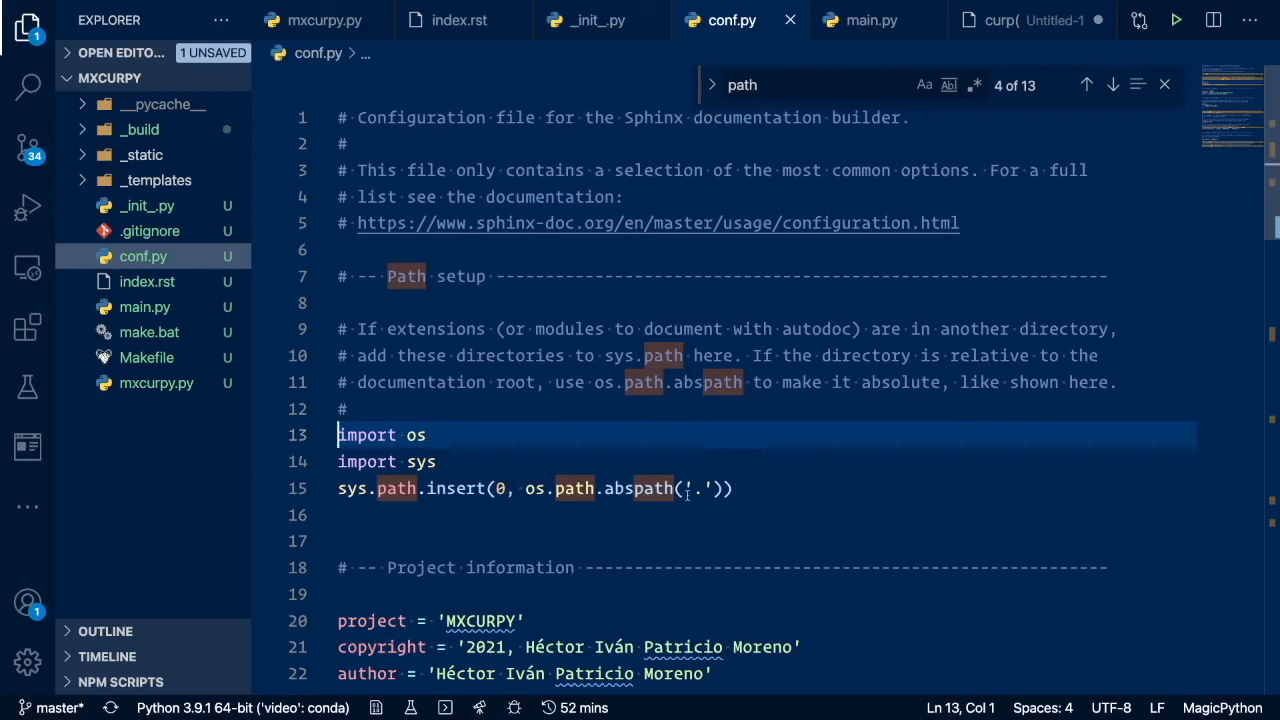 EXPLORER
mxcurpy.py
index.rst
_init_.py
conf.py
main.py
curp( Untitled-1
OPEN EDITO... 1 UNSAVED
conf.py > ...
MXCURPY
path
Aa Ab 4 of 13
__pycache__
_build
_static
_templates
_init_.py U
.gitignore U
conf.py U
index.rst U
main.py U
make.bat U
Makefile U
mxcurpy.py U
1 # Configuration file for the Sphinx documentation builder.
2 #
3 # This file only contains a selection of the most common options. For a full
4 # list see the documentation:
5 # https://www.sphinx-doc.org/en/master/usage/configuration.html
6
7 # -- Path setup --------------------------------------------------------------
8
9 # If extensions (or modules to document with autodoc) are in another directory,
10 # add these directories to sys.path here. If the directory is relative to the
11 # documentation root, use os.path.abspath to make it absolute, like shown here.
12 #
13 import os
14 import sys
15 sys.path.insert(0, os.path.abspath('.'))
16
17
18 # -- Project information -----------------------------------------------------
19
20 project = 'MXCURPY'
21 copyright = '2021, Héctor Iván Patricio Moreno'
22 author = 'Héctor Iván Patricio Moreno'
1
34
1
OUTLINE
TIMELINE
NPM SCRIPTS
master* Python 3.9.1 64-bit ('video': conda) 52 mins Ln 13, Col 1 Spaces: 4 UTF-8 LF MagicPython